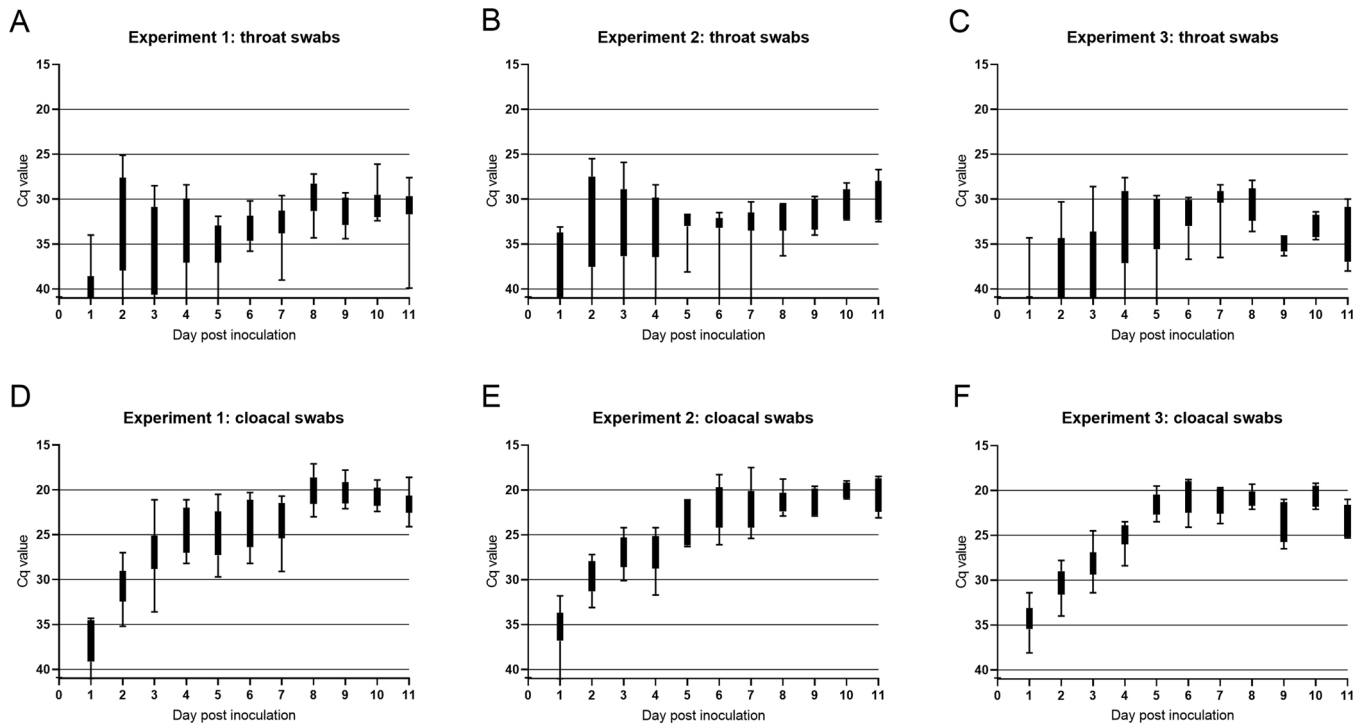 A
Experiment 1: throat swabs
Cq value
15
20
25
30
35
40
0 1 2 3 4 5 6 7 8 9 10 11
Day post inoculation
B
Experiment 2: throat swabs
Cq value
15
20
25
30
35
40
0 1 2 3 4 5 6 7 8 9 10 11
Day post inoculation
C
Experiment 3: throat swabs
Cq value
15
20
25
30
35
40
0 1 2 3 4 5 6 7 8 9 10 11
Day post inoculation
D
Experiment 1: cloacal swabs
Cq value
15
20
25
30
35
40
0 1 2 3 4 5 6 7 8 9 10 11
Day post inoculation
E
Experiment 2: cloacal swabs
Cq value
15
20
25
30
35
40
0 1 2 3 4 5 6 7 8 9 10 11
Day post inoculation
F
Experiment 3: cloacal swabs
Cq value
15
20
25
30
35
40
0 1 2 3 4 5 6 7 8 9 10 11
Day post inoculation